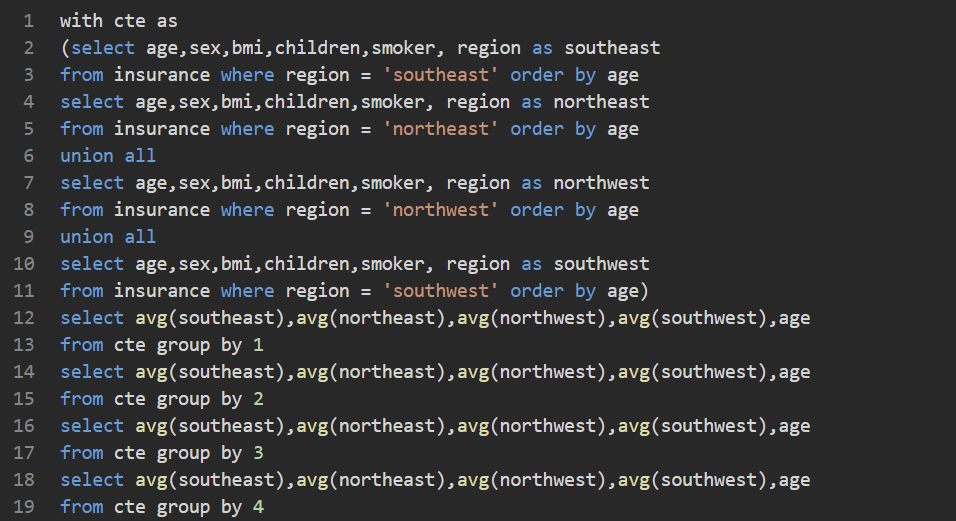 1 with cte as
2 (select age,sex,bmi,children,smoker, region as southeast
3 from insurance where region = 'southeast' order by age
4 select age,sex,bmi,children,smoker, region as northeast
5 from insurance where region = 'northeast' order by age
6 union all
7 select age,sex,bmi,children,smoker, region as northwest
8 from insurance where region = 'northwest' order by age
9 union all
10 select age,sex,bmi,children,smoker, region as southwest
11 from insurance where region = 'southwest' order by age)
12 select avg(southeast),avg(northeast),avg(northwest),avg(southwest),age
13 from cte group by 1
14 select avg(southeast),avg(northeast),avg(northwest),avg(southwest),age
15 from cte group by 2
16 select avg(southeast),avg(northeast),avg(northwest),avg(southwest),age
17 from cte group by 3
18 select avg(southeast),avg(northeast),avg(northwest),avg(southwest),age
19 from cte group by 4